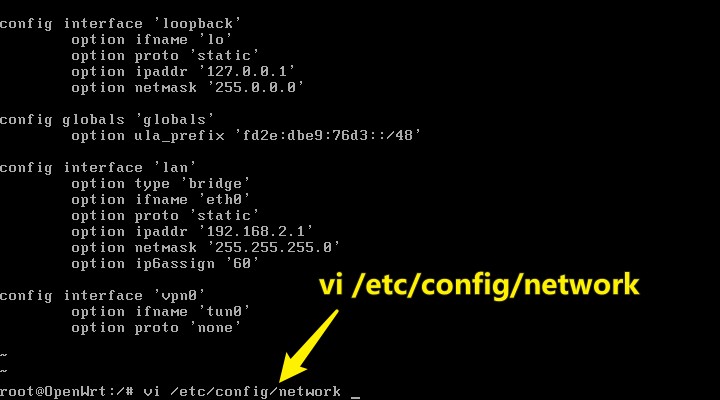 config interface 'loopback'
        option ifname 'lo'
        option proto 'static'
        option ipaddr '127.0.0.1'
        option netmask '255.0.0.0'

config globals 'globals'
        option ula_prefix 'fd2e:dbe9:76d3::/48'

config interface 'lan'
        option type 'bridge'
        option ifname 'eth0'
        option proto 'static'
        option ipaddr '192.168.2.1'
        option netmask '255.255.255.0'
        option ip6assign '60'

config interface 'vpn0'
        option ifname 'tun0'
        option proto 'none'
vi /etc/config/network
~
~
root@OpenWrt:/# vi /etc/config/network _